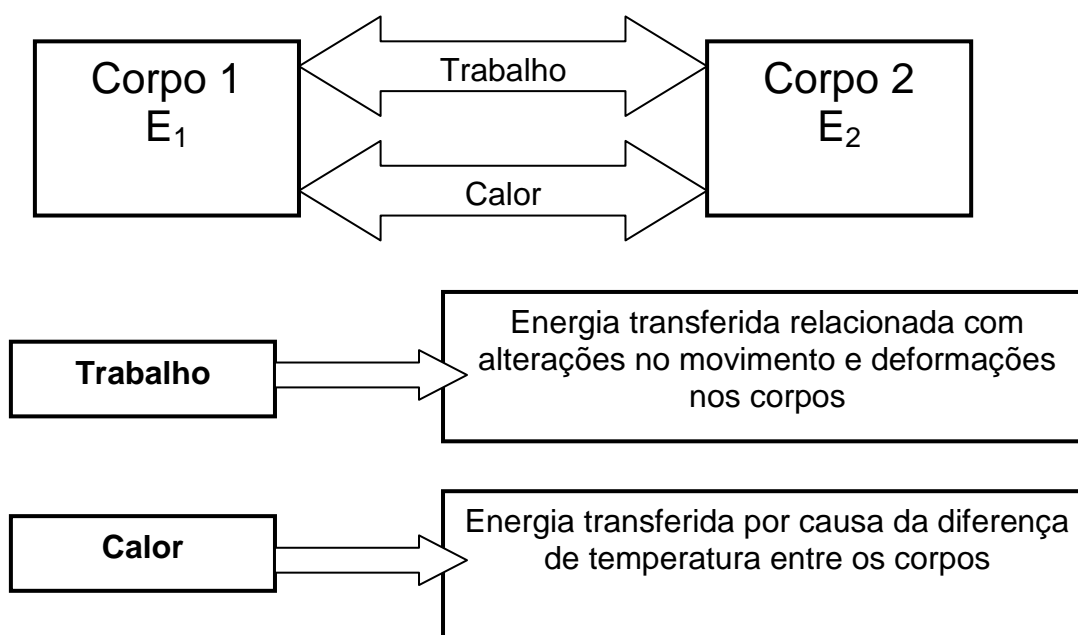 Corpo 1
E₁
Trabalho
Calor
Corpo 2
E₂
Trabalho
Energia transferida relacionada com
alterações no movimento e deformações
nos corpos
Calor
Energia transferida por causa da diferença
de temperatura entre os corpos